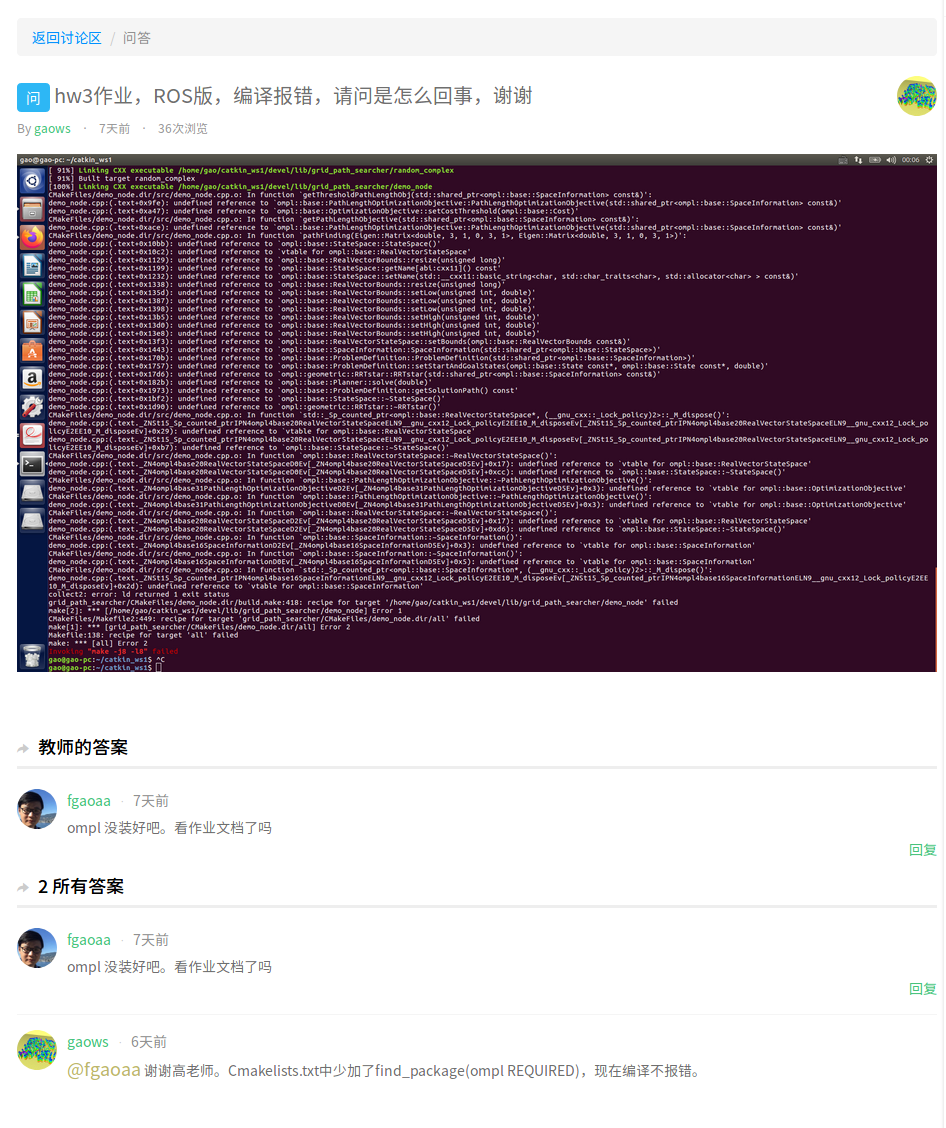 返回讨论区 / 问答
问 hw3作业，ROS版，编译报错，请问是怎么回事，谢谢
By gaows · 7天前 · 36次浏览
gao@gao-pc: ~/catkin_ws1 00:06
[ 91%] Linking CXX executable /home/gao/catkin_ws1/devel/lib/grid_path_searcher/random_complex
[ 91%] Built target random_complex
[100%] Linking CXX executable /home/gao/catkin_ws1/devel/lib/grid_path_searcher/demo_node
CMakeFiles/demo_node.dir/src/demo_node.cpp.o: In function `getThresholdPathLengthObj(std::shared_ptr<ompl::base::SpaceInformation> const&)':
demo_node.cpp:(.text+0x9fe): undefined reference to `ompl::base::PathLengthOptimizationObjective::PathLengthOptimizationObjective(std::shared_ptr<ompl::base::SpaceInformation> const&)'
demo_node.cpp:(.text+0xa47): undefined reference to `ompl::base::OptimizationObjective::setCostThreshold(ompl::base::Cost)'
CMakeFiles/demo_node.dir/src/demo_node.cpp.o: In function `getPathLengthObjective(std::shared_ptr<ompl::base::SpaceInformation> const&)':
demo_node.cpp:(.text+0xace): undefined reference to `ompl::base::PathLengthOptimizationObjective::PathLengthOptimizationObjective(std::shared_ptr<ompl::base::SpaceInformation> const&)'
CMakeFiles/demo_node.dir/src/demo_node.cpp.o: In function `pathFinding(Eigen::Matrix<double, 3, 1, 0, 3, 1>, Eigen::Matrix<double, 3, 1, 0, 3, 1>)':
demo_node.cpp:(.text+0x10bb): undefined reference to `ompl::base::StateSpace::StateSpace()'
demo_node.cpp:(.text+0x10c2): undefined reference to `vtable for ompl::base::RealVectorStateSpace'
demo_node.cpp:(.text+0x1129): undefined reference to `ompl::base::RealVectorBounds::resize(unsigned long)'
demo_node.cpp:(.text+0x1199): undefined reference to `ompl::base::StateSpace::getName[abi:cxx11]() const'
demo_node.cpp:(.text+0x1232): undefined reference to `ompl::base::StateSpace::setName(std::__cxx11::basic_string<char, std::char_traits<char>, std::allocator<char> > const&)'
demo_node.cpp:(.text+0x1338): undefined reference to `ompl::base::RealVectorBounds::resize(unsigned long)'
demo_node.cpp:(.text+0x135d): undefined reference to `ompl::base::RealVectorBounds::setLow(unsigned int, double)'
demo_node.cpp:(.text+0x1387): undefined reference to `ompl::base::RealVectorBounds::setLow(unsigned int, double)'
demo_node.cpp:(.text+0x1398): undefined reference to `ompl::base::RealVectorBounds::setLow(unsigned int, double)'
demo_node.cpp:(.text+0x13b5): undefined reference to `ompl::base::RealVectorBounds::setHigh(unsigned int, double)'
demo_node.cpp:(.text+0x13d0): undefined reference to `ompl::base::RealVectorBounds::setHigh(unsigned int, double)'
demo_node.cpp:(.text+0x13e8): undefined reference to `ompl::base::RealVectorBounds::setHigh(unsigned int, double)'
demo_node.cpp:(.text+0x13f3): undefined reference to `ompl::base::RealVectorStateSpace::setBounds(ompl::base::RealVectorBounds const&)'
demo_node.cpp:(.text+0x1443): undefined reference to `ompl::base::SpaceInformation::SpaceInformation(std::shared_ptr<ompl::base::StateSpace>)'
demo_node.cpp:(.text+0x170b): undefined reference to `ompl::base::ProblemDefinition::ProblemDefinition(std::shared_ptr<ompl::base::SpaceInformation>)'
demo_node.cpp:(.text+0x1757): undefined reference to `ompl::base::ProblemDefinition::setStartAndGoalStates(ompl::base::State const*, ompl::base::State const*, double)'
demo_node.cpp:(.text+0x17d6): undefined reference to `ompl::geometric::RRTstar::RRTstar(std::shared_ptr<ompl::base::SpaceInformation> const&)'
demo_node.cpp:(.text+0x182b): undefined reference to `ompl::base::Planner::solve(double)'
demo_node.cpp:(.text+0x1973): undefined reference to `ompl::base::ProblemDefinition::getSolutionPath() const'
demo_node.cpp:(.text+0x1bf2): undefined reference to `ompl::base::StateSpace::~StateSpace()'
demo_node.cpp:(.text+0x1d90): undefined reference to `ompl::geometric::RRTstar::~RRTstar()'
CMakeFiles/demo_node.dir/src/demo_node.cpp.o: In function `std::_Sp_counted_ptr<ompl::base::RealVectorStateSpace*, (__gnu_cxx::_Lock_policy)2>::_M_dispose()':
demo_node.cpp:(.text._ZNSt15_Sp_counted_ptrIPN4ompl4base20RealVectorStateSpaceELN9__gnu_cxx12_Lock_policyE2EE10_M_disposeEv[_ZNSt15_Sp_counted_ptrIPN4ompl4base20RealVectorStateSpaceELN9__gnu_cxx12_Lock_po
licyE2EE10_M_disposeEv]+0x29): undefined reference to `vtable for ompl::base::RealVectorStateSpace'
demo_node.cpp:(.text._ZNSt15_Sp_counted_ptrIPN4ompl4base20RealVectorStateSpaceELN9__gnu_cxx12_Lock_policyE2EE10_M_disposeEv[_ZNSt15_Sp_counted_ptrIPN4ompl4base20RealVectorStateSpaceELN9__gnu_cxx12_Lock_po
licyE2EE10_M_disposeEv]+0xb7): undefined reference to `ompl::base::StateSpace::~StateSpace()'
CMakeFiles/demo_node.dir/src/demo_node.cpp.o: In function `ompl::base::RealVectorStateSpace::~RealVectorStateSpace()':
demo_node.cpp:(.text._ZN4ompl4base20RealVectorStateSpaceD0Ev[_ZN4ompl4base20RealVectorStateSpaceD5Ev]+0x17): undefined reference to `vtable for ompl::base::RealVectorStateSpace'
demo_node.cpp:(.text._ZN4ompl4base20RealVectorStateSpaceD0Ev[_ZN4ompl4base20RealVectorStateSpaceD5Ev]+0xcc): undefined reference to `ompl::base::StateSpace::~StateSpace()'
CMakeFiles/demo_node.dir/src/demo_node.cpp.o: In function `ompl::base::PathLengthOptimizationObjective::~PathLengthOptimizationObjective()':
demo_node.cpp:(.text._ZN4ompl4base31PathLengthOptimizationObjectiveD2Ev[_ZN4ompl4base31PathLengthOptimizationObjectiveD5Ev]+0x3): undefined reference to `vtable for ompl::base::OptimizationObjective'
CMakeFiles/demo_node.dir/src/demo_node.cpp.o: In function `ompl::base::PathLengthOptimizationObjective::~PathLengthOptimizationObjective()':
demo_node.cpp:(.text._ZN4ompl4base31PathLengthOptimizationObjectiveD0Ev[_ZN4ompl4base31PathLengthOptimizationObjectiveD5Ev]+0x3): undefined reference to `vtable for ompl::base::OptimizationObjective'
CMakeFiles/demo_node.dir/src/demo_node.cpp.o: In function `ompl::base::RealVectorStateSpace::~RealVectorStateSpace()':
demo_node.cpp:(.text._ZN4ompl4base20RealVectorStateSpaceD2Ev[_ZN4ompl4base20RealVectorStateSpaceD5Ev]+0x17): undefined reference to `vtable for ompl::base::RealVectorStateSpace'
demo_node.cpp:(.text._ZN4ompl4base20RealVectorStateSpaceD2Ev[_ZN4ompl4base20RealVectorStateSpaceD5Ev]+0xd6): undefined reference to `ompl::base::StateSpace::~StateSpace()'
CMakeFiles/demo_node.dir/src/demo_node.cpp.o: In function `ompl::base::SpaceInformation::~SpaceInformation()':
demo_node.cpp:(.text._ZN4ompl4base16SpaceInformationD2Ev[_ZN4ompl4base16SpaceInformationD5Ev]+0x3): undefined reference to `vtable for ompl::base::SpaceInformation'
CMakeFiles/demo_node.dir/src/demo_node.cpp.o: In function `ompl::base::SpaceInformation::~SpaceInformation()':
demo_node.cpp:(.text._ZN4ompl4base16SpaceInformationD0Ev[_ZN4ompl4base16SpaceInformationD5Ev]+0x5): undefined reference to `vtable for ompl::base::SpaceInformation'
CMakeFiles/demo_node.dir/src/demo_node.cpp.o: In function `std::_Sp_counted_ptr<ompl::base::SpaceInformation*, (__gnu_cxx::_Lock_policy)2>::_M_dispose()':
demo_node.cpp:(.text._ZNSt15_Sp_counted_ptrIPN4ompl4base16SpaceInformationELN9__gnu_cxx12_Lock_policyE2EE10_M_disposeEv[_ZNSt15_Sp_counted_ptrIPN4ompl4base16SpaceInformationELN9__gnu_cxx12_Lock_policyE2EE
10_M_disposeEv]+0x2d): undefined reference to `vtable for ompl::base::SpaceInformation'
collect2: error: ld returned 1 exit status
grid_path_searcher/CMakeFiles/demo_node.dir/build.make:418: recipe for target '/home/gao/catkin_ws1/devel/lib/grid_path_searcher/demo_node' failed
make[2]: *** [/home/gao/catkin_ws1/devel/lib/grid_path_searcher/demo_node] Error 1
CMakeFiles/Makefile2:449: recipe for target 'grid_path_searcher/CMakeFiles/demo_node.dir/all' failed
make[1]: *** [grid_path_searcher/CMakeFiles/demo_node.dir/all] Error 2
Makefile:138: recipe for target 'all' failed
make: *** [all] Error 2
Invoking "make -j8 -l8" failed
gao@gao-pc:~/catkin_ws1$ ^C
gao@gao-pc:~/catkin_ws1$
教师的答案
fgaoaa · 7天前
ompl 没装好吧。看作业文档了吗
回复
2 所有答案
fgaoaa · 7天前
ompl 没装好吧。看作业文档了吗
回复
gaows · 6天前
@fgaoaa 谢谢高老师。Cmakelists.txt中少加了find_package(ompl REQUIRED)，现在编译不报错。